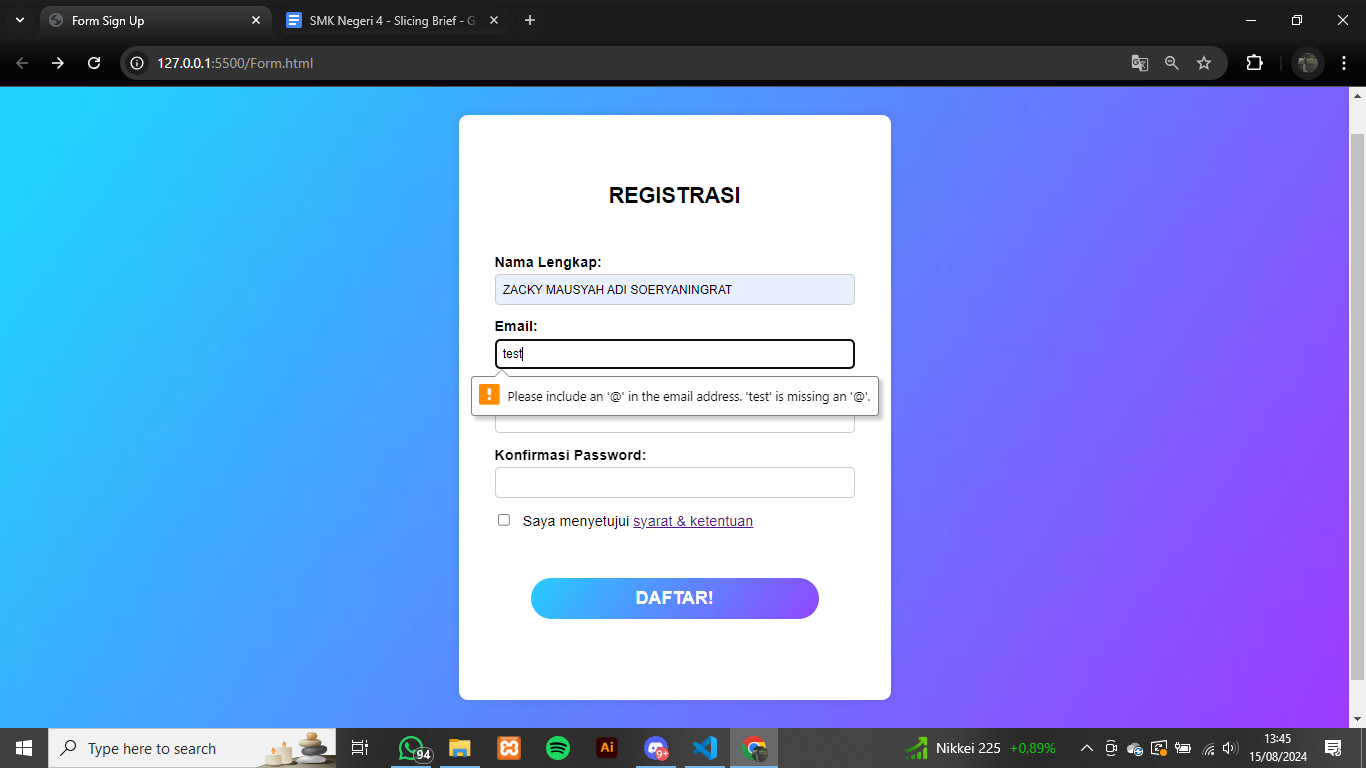 Form Sign Up
SMK Negeri 4 - Slicing Brief - G
127.0.0.1:5500/Form.html
REGISTRASI
Nama Lengkap:
ZACKY MAUSYAH ADI SOERYANINGRAT
Email:
test
Please include an '@' in the email address. 'test' is missing an '@'.
Konfirmasi Password:
Saya menyetujui syarat & ketentuan
DAFTAR!
Type here to search
94
Ai
9+
Nikkei 225 +0,89%
13:45
15/08/2024